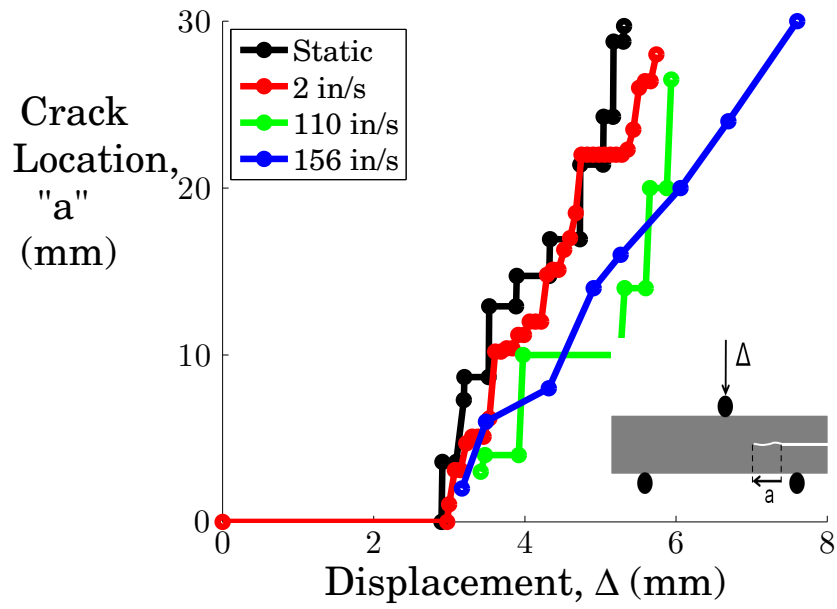 30
20
10
0
Crack
Location,
"a"
(mm)
Static
2 in/s
110 in/s
156 in/s
Δ
a
0 2 4 6 8
Displacement, Δ (mm)